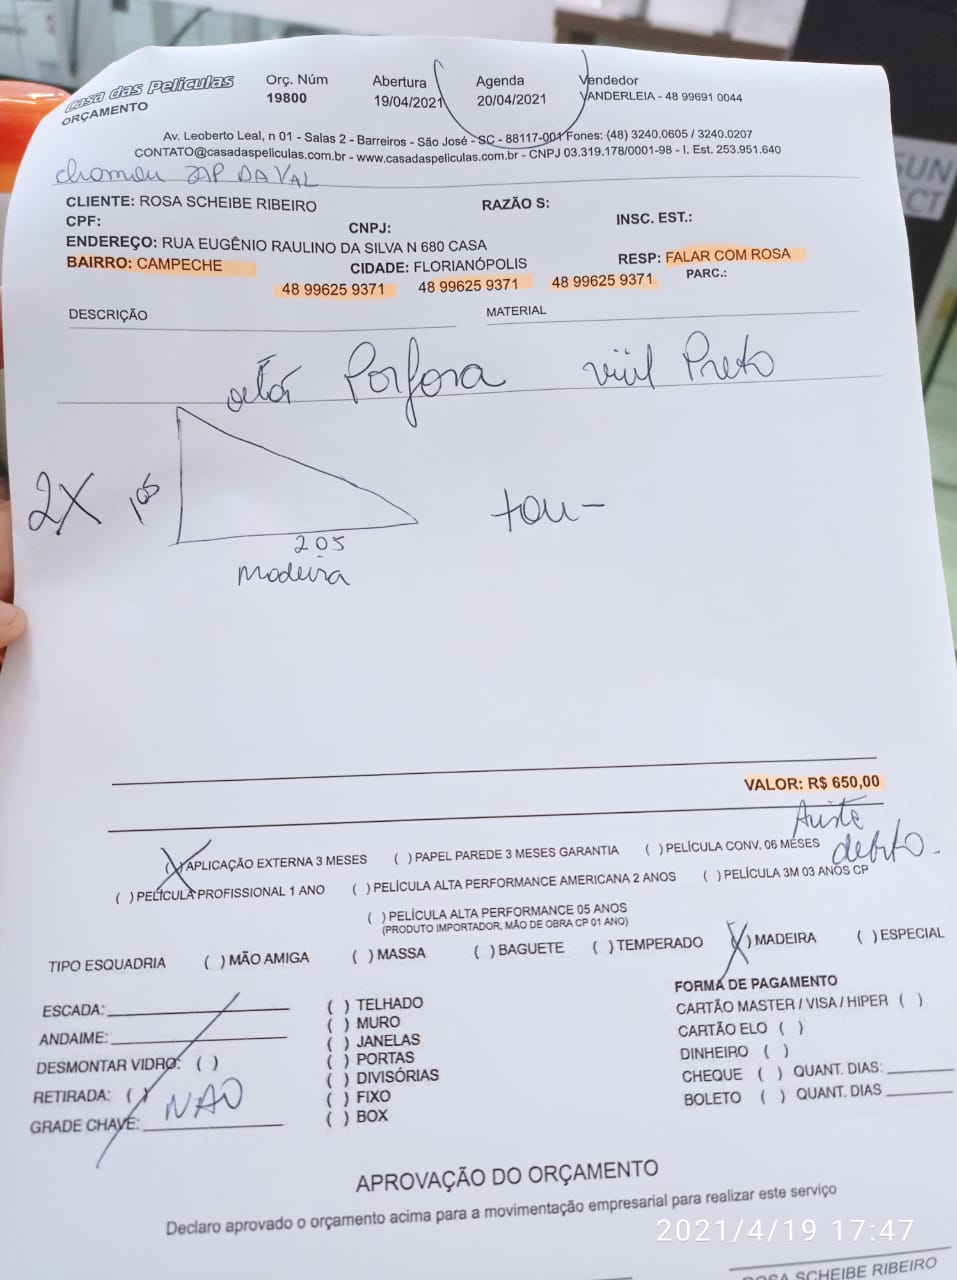 Casa das Películas
ORÇAMENTO
Orç. Núm
19800
Abertura
19/04/2021
Agenda
20/04/2021
Vendedor
VANDERLEIA - 48 99691 0044
Av. Leoberto Leal, n 01 - Salas 2 - Barreiros - São José - SC - 88117-001 Fones: (48) 3240.0605 / 3240.0207
CONTATO@casadaspeliculas.com.br - www.casadaspeliculas.com.br - CNPJ 03.319.178/0001-98 - I. Est. 253.951.640
chamou ZAP DA VAL
CLIENTE: ROSA SCHEIBE RIBEIRO RAZÃO S:
CPF: CNPJ: INSC. EST.:
ENDEREÇO: RUA EUGÊNIO RAULINO DA SILVA N 680 CASA
BAIRRO: CAMPECHE CIDADE: FLORIANÓPOLIS RESP: FALAR COM ROSA
48 99625 9371 48 99625 9371 48 99625 9371 PARC.:
DESCRIÇÃO MATERIAL
Porfora Preto
2X 105
205
Madeira
VALOR: R$ 650,00
debito.
( ) APLICAÇÃO EXTERNA 3 MESES ( ) PAPEL PAREDE 3 MESES GARANTIA ( ) PELÍCULA CONV. 06 MESES
( ) PELÍCULA PROFISSIONAL 1 ANO ( ) PELÍCULA ALTA PERFORMANCE AMERICANA 2 ANOS ( ) PELÍCULA 3M 03 ANOS CP
( ) PELÍCULA ALTA PERFORMANCE 05 ANOS
(PRODUTO IMPORTADOR, MÃO DE OBRA CP 01 ANO)
TIPO ESQUADRIA ( ) MÃO AMIGA ( ) MASSA ( ) BAGUETE ( ) TEMPERADO (X) MADEIRA ( ) ESPECIAL
ESCADA:
ANDAIME:
DESMONTAR VIDRO: ( )
RETIRADA: ( ) NAO
GRADE CHAVE:
( ) TELHADO
( ) MURO
( ) JANELAS
( ) PORTAS
( ) DIVISÓRIAS
( ) FIXO
( ) BOX
FORMA DE PAGAMENTO
CARTÃO MASTER / VISA / HIPER ( )
CARTÃO ELO ( )
DINHEIRO ( )
CHEQUE ( ) QUANT. DIAS:
BOLETO ( ) QUANT. DIAS
APROVAÇÃO DO ORÇAMENTO
Declaro aprovado o orçamento acima para a movimentação empresarial para realizar este serviço
2021/4/19 17:47
ROSA SCHEIBE RIBEIRO